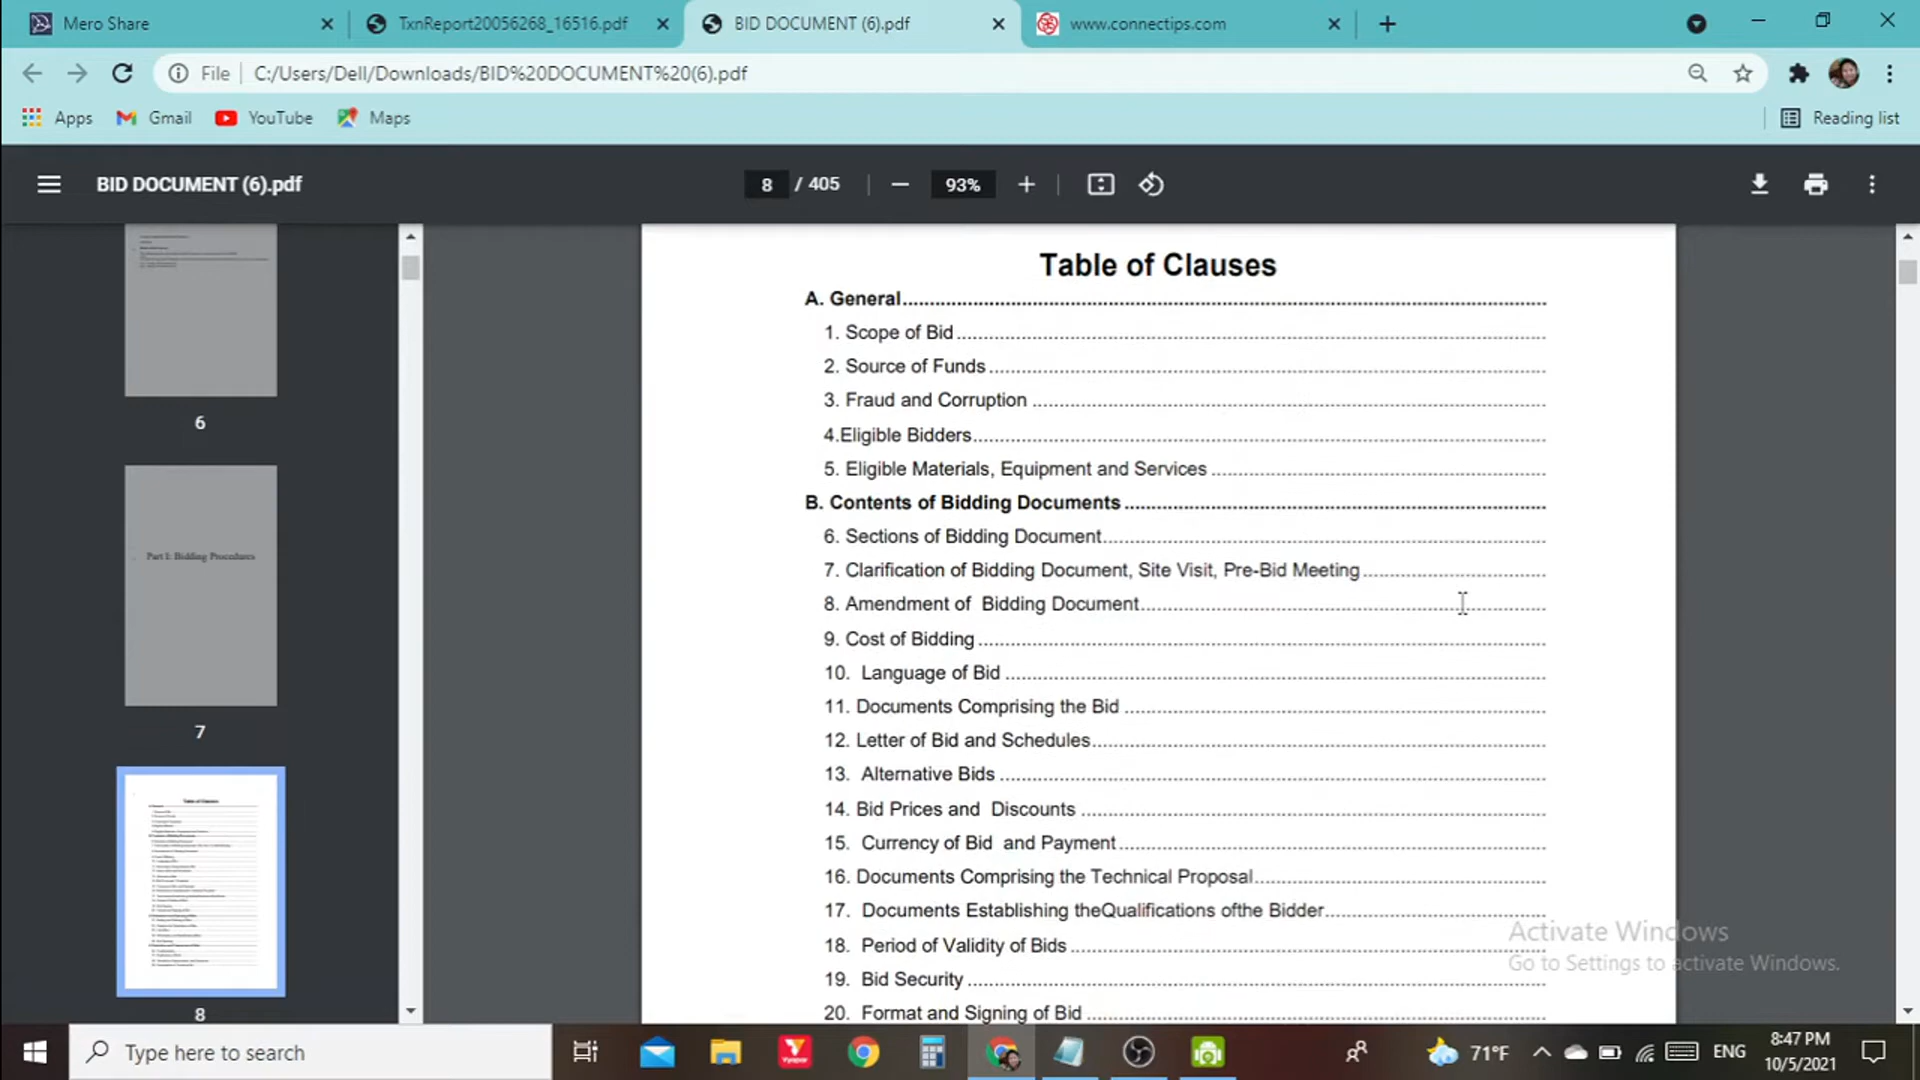 Mero Share
TxnReport20056268_16516.pdf
BID DOCUMENT (6).pdf
www.connectips.com
File
C:/Users/Dell/Downloads/BID%20DOCUMENT%20(6).pdf
Apps
Gmail
YouTube
Maps
Reading list
BID DOCUMENT (6).pdf
8 / 405
93%
6
Part I: Bidding Procedures
7
8
Table of Clauses
A. General
1. Scope of Bid
2. Source of Funds
3. Fraud and Corruption
4.Eligible Bidders
5. Eligible Materials, Equipment and Services
B. Contents of Bidding Documents
6. Sections of Bidding Document
7. Clarification of Bidding Document, Site Visit, Pre-Bid Meeting
8. Amendment of Bidding Document
9. Cost of Bidding
10. Language of Bid
11. Documents Comprising the Bid
12. Letter of Bid and Schedules
13. Alternative Bids
14. Bid Prices and Discounts
15. Currency of Bid and Payment
16. Documents Comprising the Technical Proposal
17. Documents Establishing theQualifications ofthe Bidder
18. Period of Validity of Bids
19. Bid Security
20. Format and Signing of Bid
Activate Windows
Go to Settings to activate Windows.
Type here to search
71°F
ENG
8:47 PM
10/5/2021